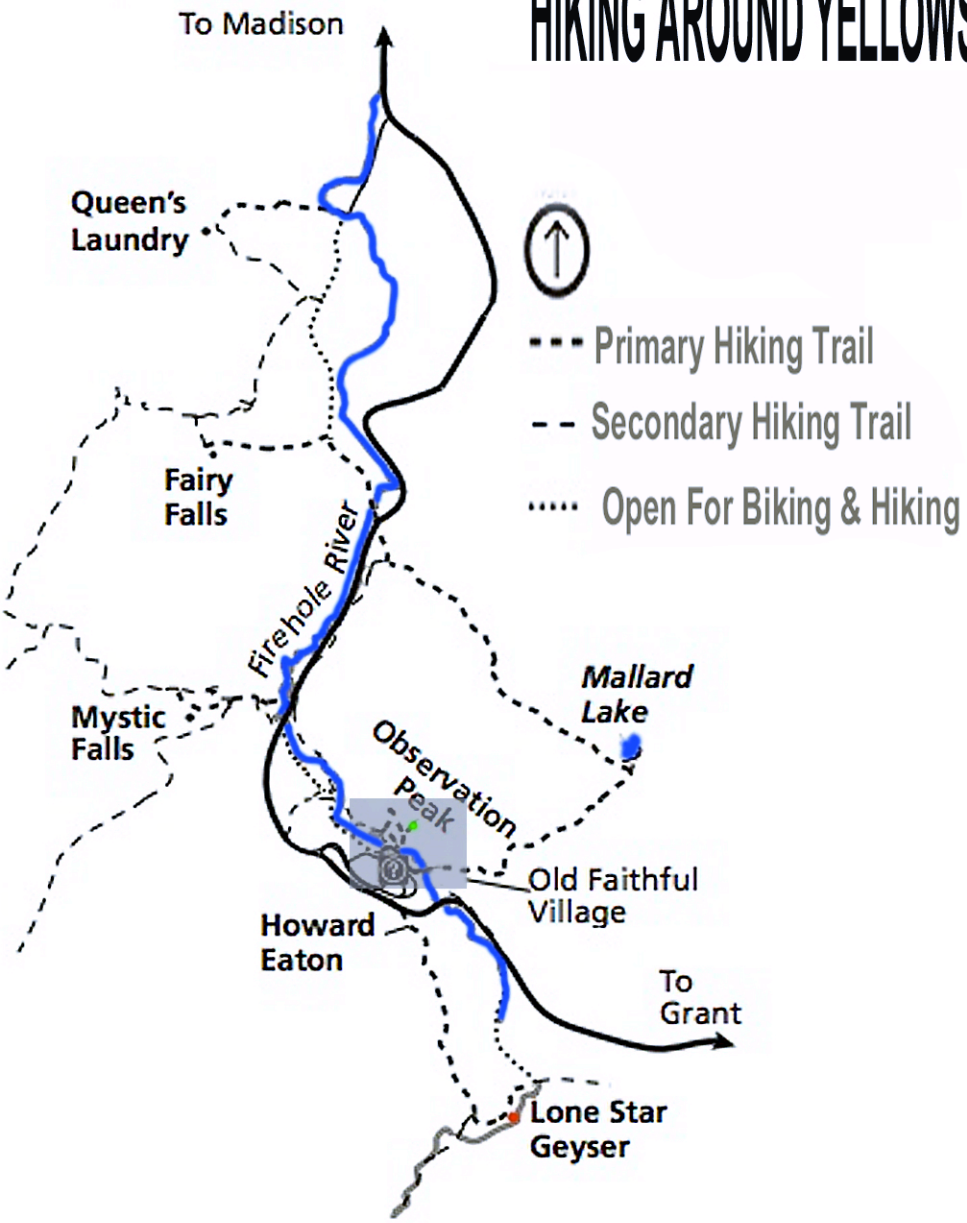 To Madison
HIKING AROUND YELLOWS
Queen's
Laundry
Primary Hiking Trail
Secondary Hiking Trail
Fairy
Falls
Open For Biking & Hiking
Firehole River
Mallard
Lake
Mystic
Falls
Observation
Peak
Old Faithful
Village
Howard
Eaton
To
Grant
Lone Star
Geyser